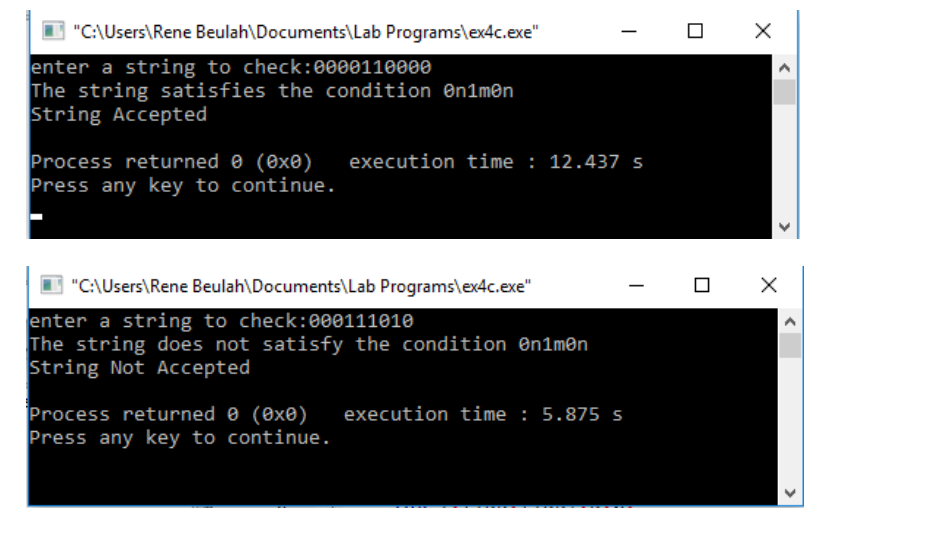 "C:\Users\Rene Beulah\Documents\Lab Programs\ex4c.exe"
enter a string to check:0000110000
The string satisfies the condition 0n1m0n
String Accepted
Process returned 0 (0x0)   execution time : 12.437 s
Press any key to continue.
"C:\Users\Rene Beulah\Documents\Lab Programs\ex4c.exe"
enter a string to check:000111010
The string does not satisfy the condition 0n1m0n
String Not Accepted
Process returned 0 (0x0)   execution time : 5.875 s
Press any key to continue.